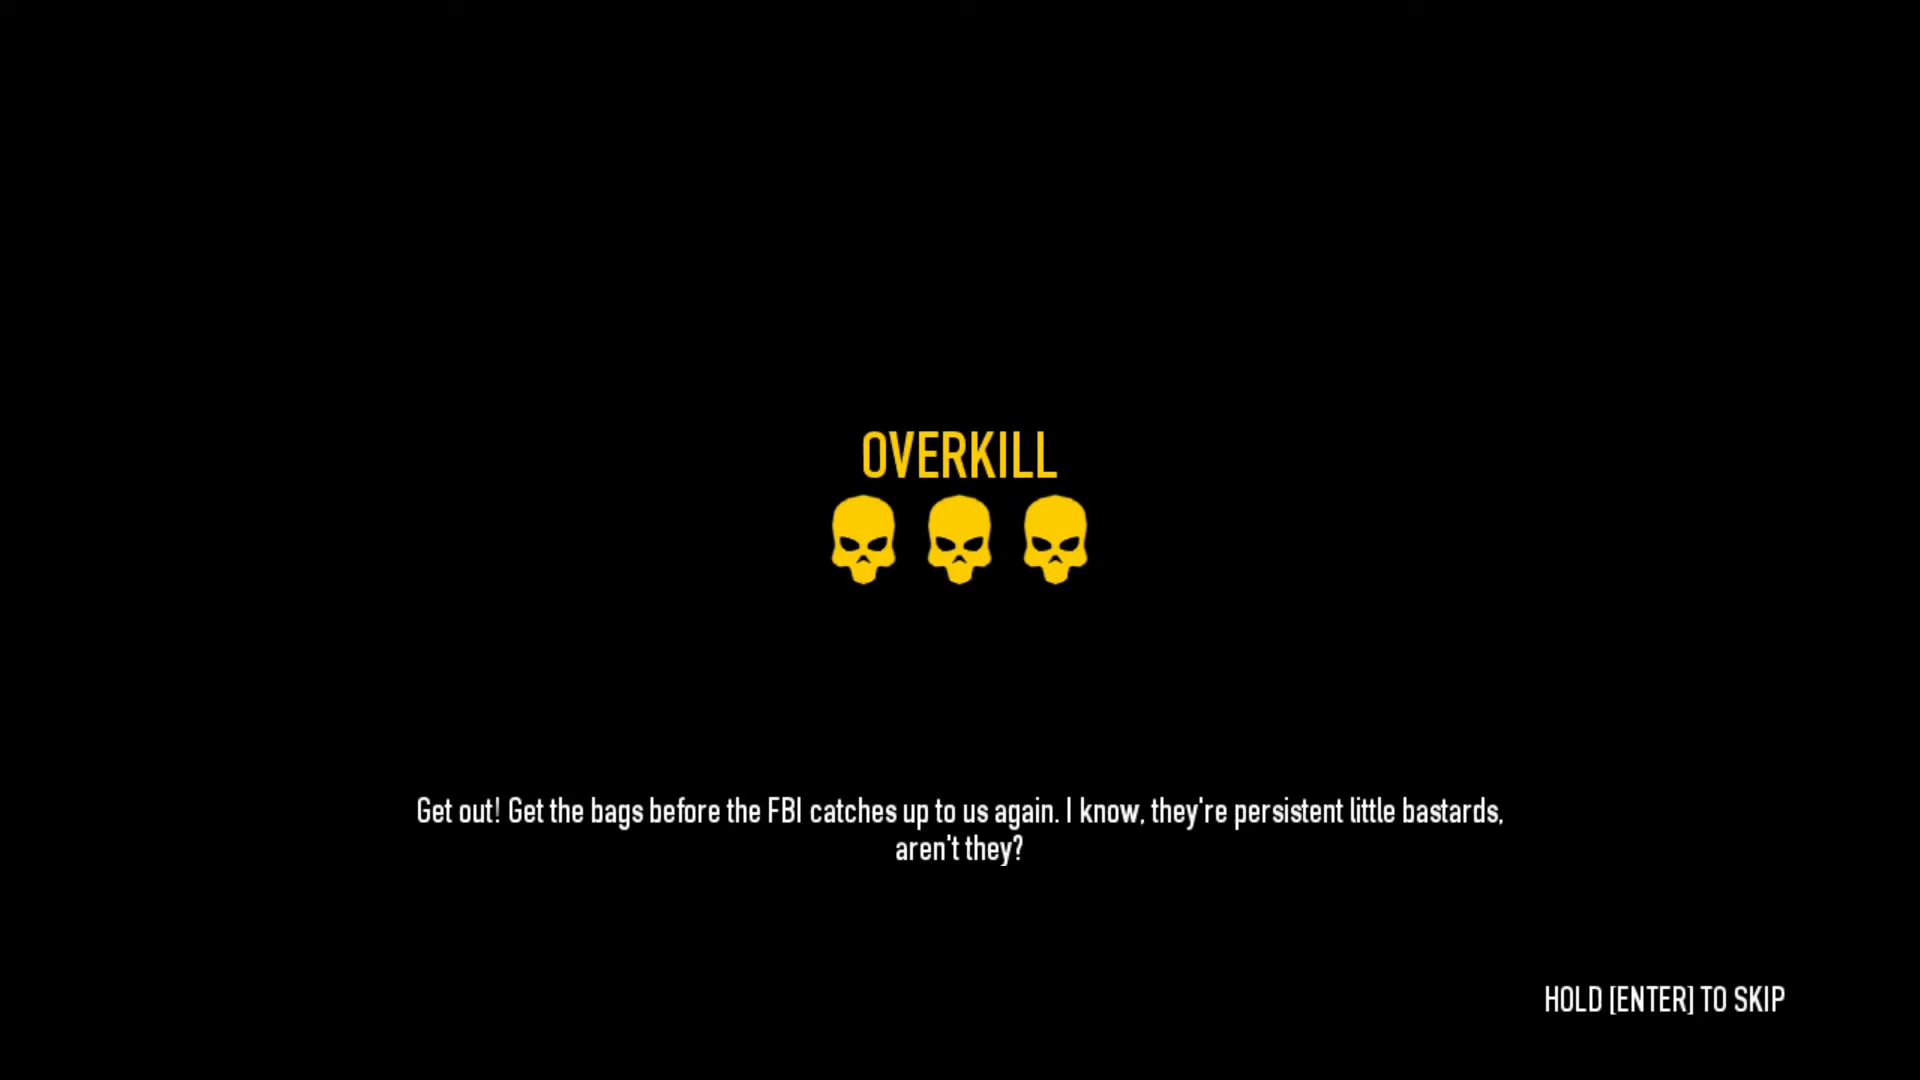 OVERKILL
Get out! Get the bags before the FBI catches up to us again. I know, they're persistent little bastards,
aren't they?
HOLD [ENTER] TO SKIP